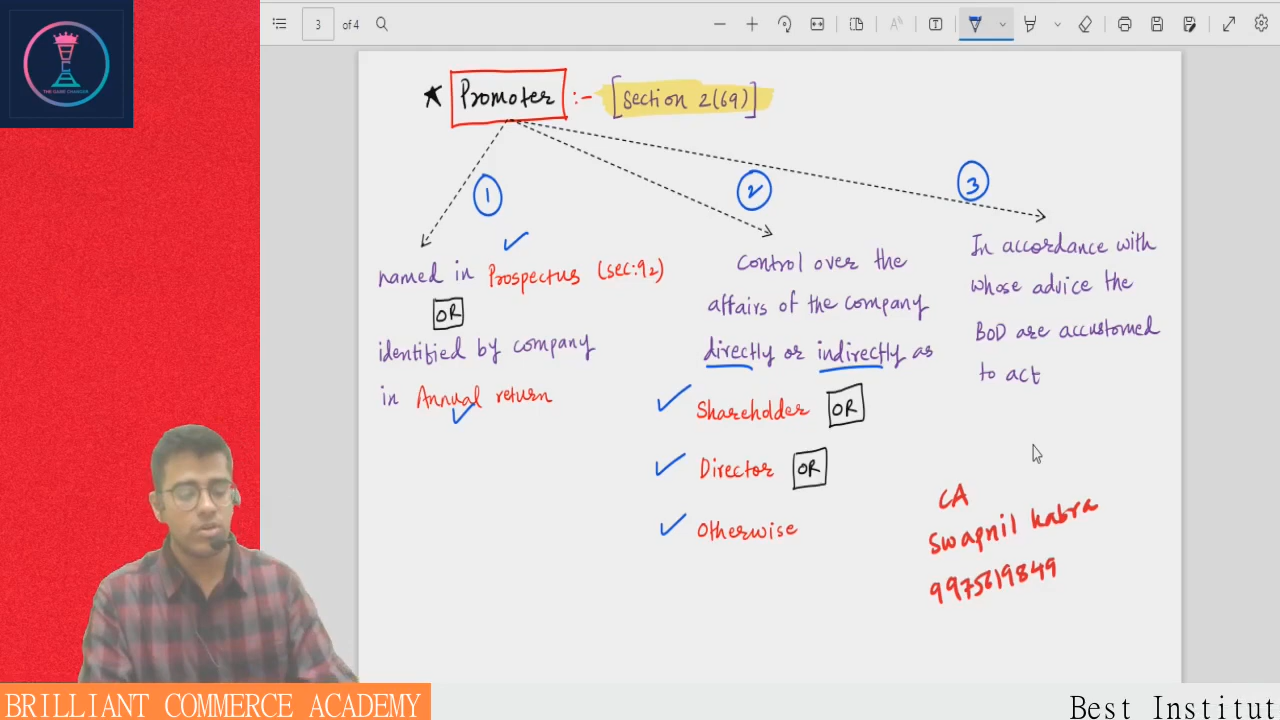 3
of 4
THE GAME CHANGER
★ Promoter :- [Section 2(69)]
1
2
3
named in Prospectus (sec:92)
OR
identified by company
in Annual return
Control over the
affairs of the company
directly or indirectly as
Shareholder OR
Director OR
Otherwise
In accordance with
whose advice the
BOD are accustomed
to act
CA
Swapnil Kabra
9975619849
BRILLIANT COMMERCE ACADEMY
Best Institut